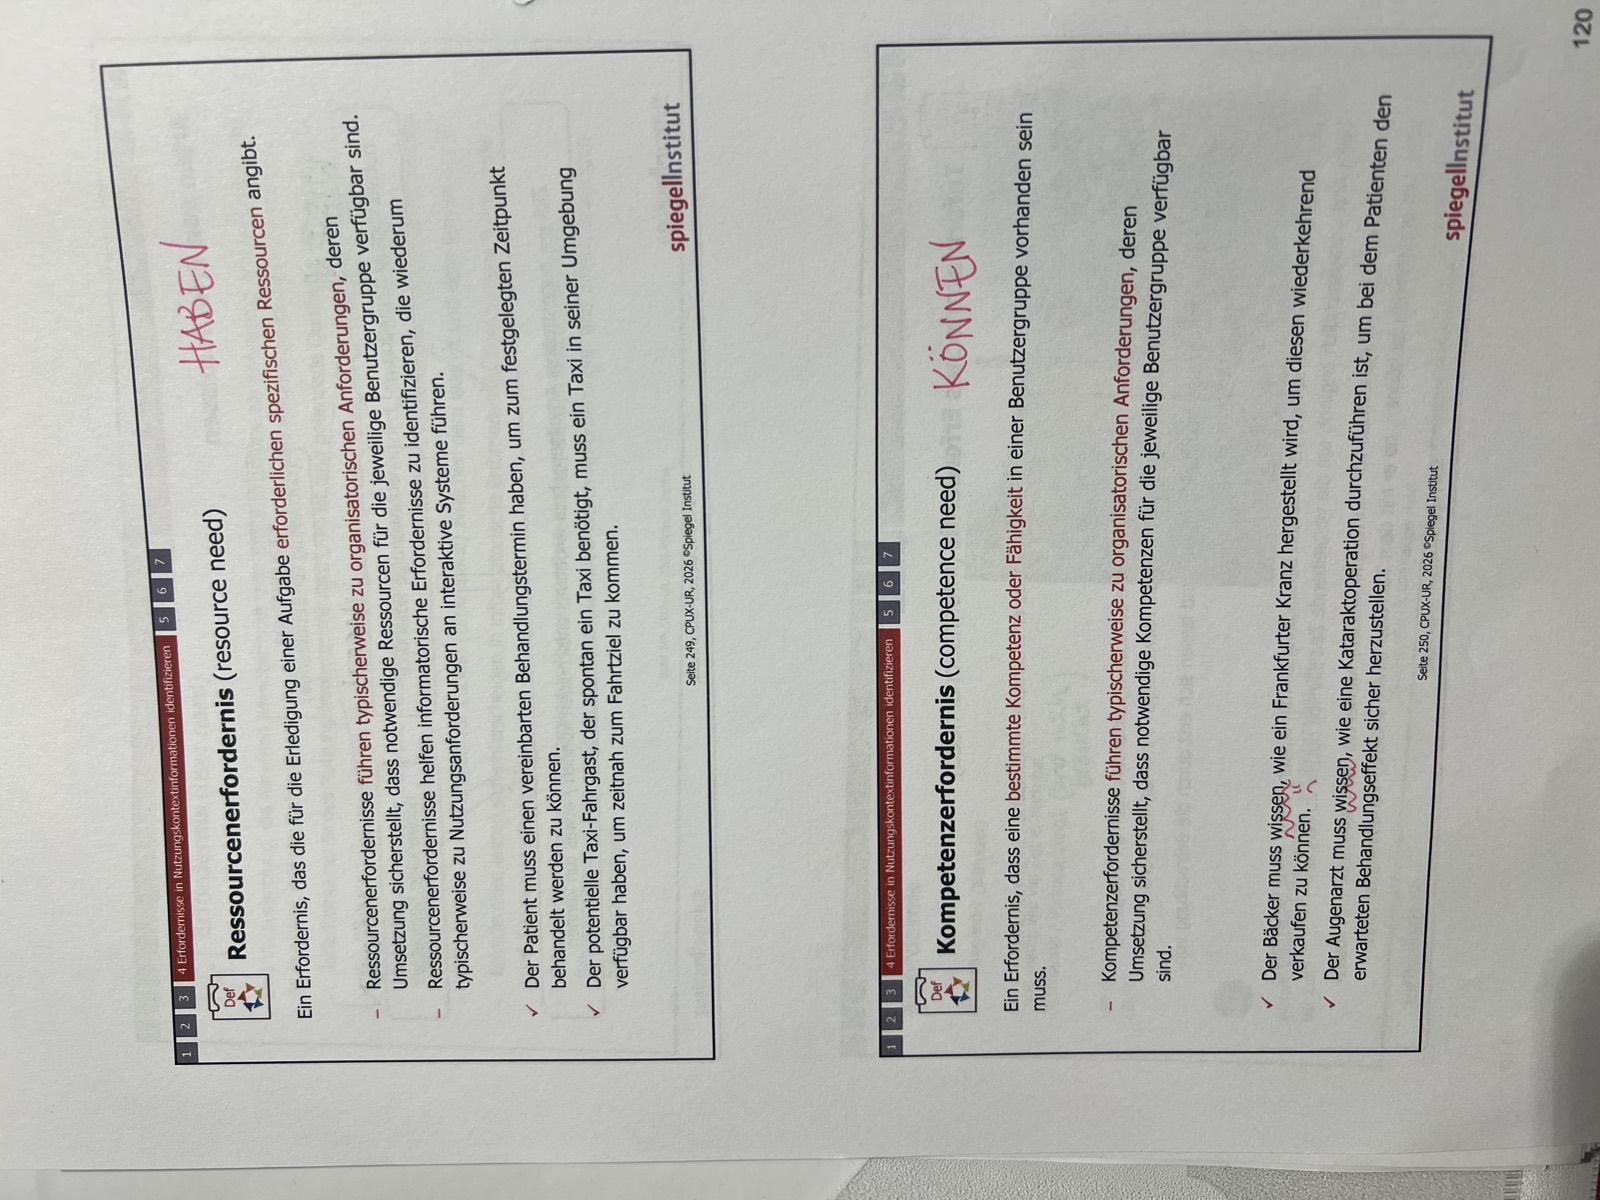 1 2 3 4 Erfordernisse in Nutzungskontextinformationen identifizieren 5 6 7
HABEN
Def
Ressourcenerfordernis (resource need)
Ein Erfordernis, das die für die Erledigung einer Aufgabe erforderlichen spezifischen Ressourcen angibt.
– Ressourcenerfordernisse führen typischerweise zu organisatorischen Anforderungen, deren
Umsetzung sicherstellt, dass notwendige Ressourcen für die jeweilige Benutzergruppe verfügbar sind.
– Ressourcenerfordernisse helfen informatorische Erfordernisse zu identifizieren, die wiederum
typischerweise zu Nutzungsanforderungen an interaktive Systeme führen.
✓ Der Patient muss einen vereinbarten Behandlungstermin haben, um zum festgelegten Zeitpunkt
behandelt werden zu können.
✓ Der potentielle Taxi-Fahrgast, der spontan ein Taxi benötigt, muss ein Taxi in seiner Umgebung
verfügbar haben, um zeitnah zum Fahrtziel zu kommen.
Seite 249, CPUX-UR, 2026 ©Spiegel Institut
spiegelInstitut
1 2 3 4 Erfordernisse in Nutzungskontextinformationen identifizieren 5 6 7
Def
Kompetenzerfordernis (competence need)
KÖNNEN
Ein Erfordernis, dass eine bestimmte Kompetenz oder Fähigkeit in einer Benutzergruppe vorhanden sein
muss.
– Kompetenzerfordernisse führen typischerweise zu organisatorischen Anforderungen, deren
Umsetzung sicherstellt, dass notwendige Kompetenzen für die jeweilige Benutzergruppe verfügbar
sind.
✓ Der Bäcker muss wissen, wie ein Frankfurter Kranz hergestellt wird, um diesen wiederkehrend
verkaufen zu können.
✓ Der Augenarzt muss wissen, wie eine Kataraktoperation durchzuführen ist, um bei dem Patienten den
erwarteten Behandlungseffekt sicher herzustellen.
Seite 250, CPUX-UR, 2026 ©Spiegel Institut
spiegelInstitut
120